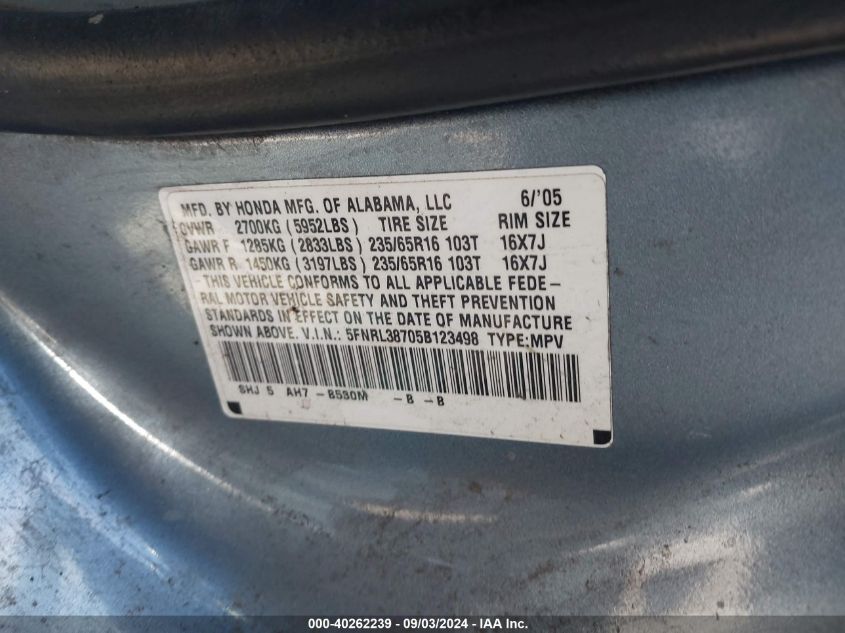 MFD. BY HONDA MFG. OF ALABAMA, LLC 6/'05
GVWR 2700KG (5952LBS) TIRE SIZE RIM SIZE
GAWR F 1285KG (2833LBS) 235/65R16 103T 16X7J
GAWR R 1450KG (3197LBS) 235/65R16 103T 16X7J
-THIS VEHICLE CONFORMS TO ALL APPLICABLE FEDE-
RAL MOTOR VEHICLE SAFETY AND THEFT PREVENTION
STANDARDS IN EFFECT ON THE DATE OF MANUFACTURE
SHOWN ABOVE. V.I.N.: 5FNRL38705B123498 TYPE:MPV
SHJ 5 AH7 -B530M -B -B
000-40262239 - 09/03/2024 - IAA Inc.